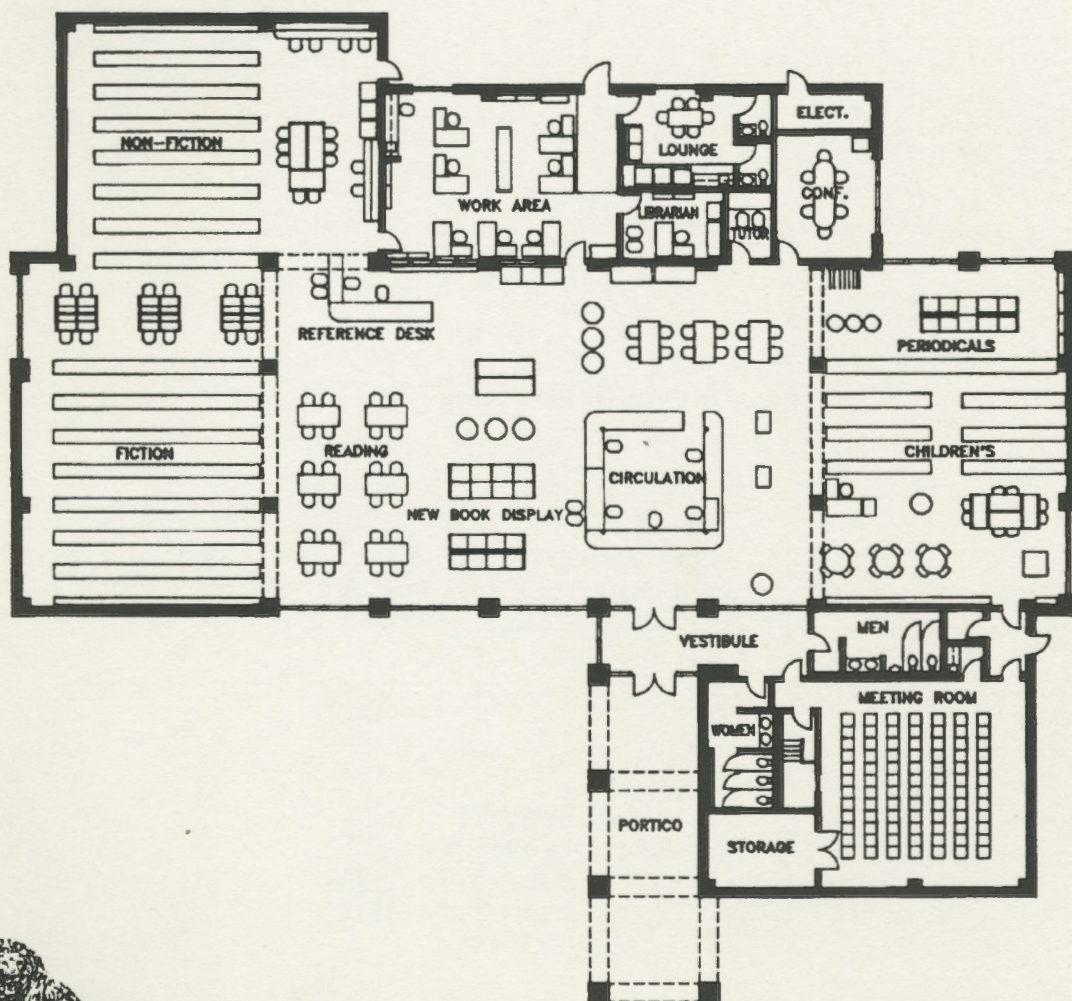 NON-FICTION
ELECT.
LOUNGE
CONF.
WORK AREA
LIBRARIAN
TUTOR
REFERENCE DESK
PERIODICALS
FICTION
READING
CHILDREN'S
CIRCULATION
NEW BOOK DISPLAY
MEN
VESTIBULE
MEETING ROOM
WOMEN
PORTICO
STORAGE